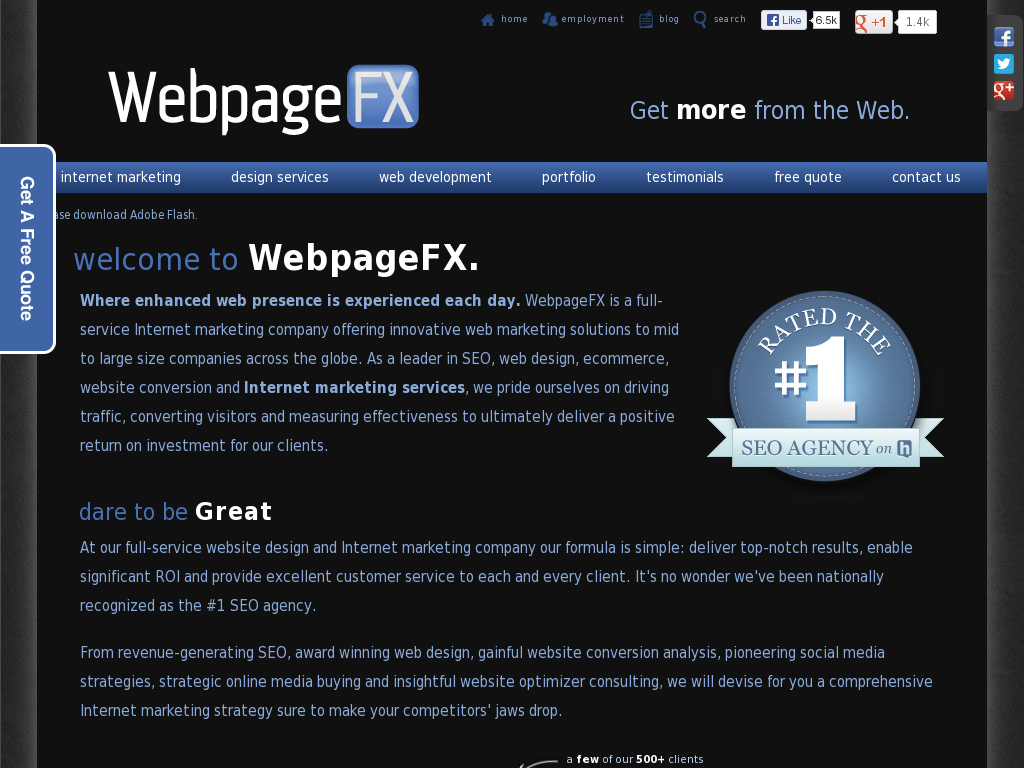 home employment blog search Like 6.5k +1 1.4k
WebpageFX
Get more from the Web.
internet marketing design services web development portfolio testimonials free quote contact us
Get A Free Quote
download Adobe Flash.
welcome to WebpageFX.
Where enhanced web presence is experienced each day. WebpageFX is a full-
service Internet marketing company offering innovative web marketing solutions to mid
to large size companies across the globe. As a leader in SEO, web design, ecommerce,
website conversion and Internet marketing services, we pride ourselves on driving
traffic, converting visitors and measuring effectiveness to ultimately deliver a positive
return on investment for our clients.
RATED THE
#1
SEO AGENCY on h
dare to be Great
At our full-service website design and Internet marketing company our formula is simple: deliver top-notch results, enable
significant ROI and provide excellent customer service to each and every client. It's no wonder we've been nationally
recognized as the #1 SEO agency.
From revenue-generating SEO, award winning web design, gainful website conversion analysis, pioneering social media
strategies, strategic online media buying and insightful website optimizer consulting, we will devise for you a comprehensive
Internet marketing strategy sure to make your competitors' jaws drop.
a few of our 500+ clients